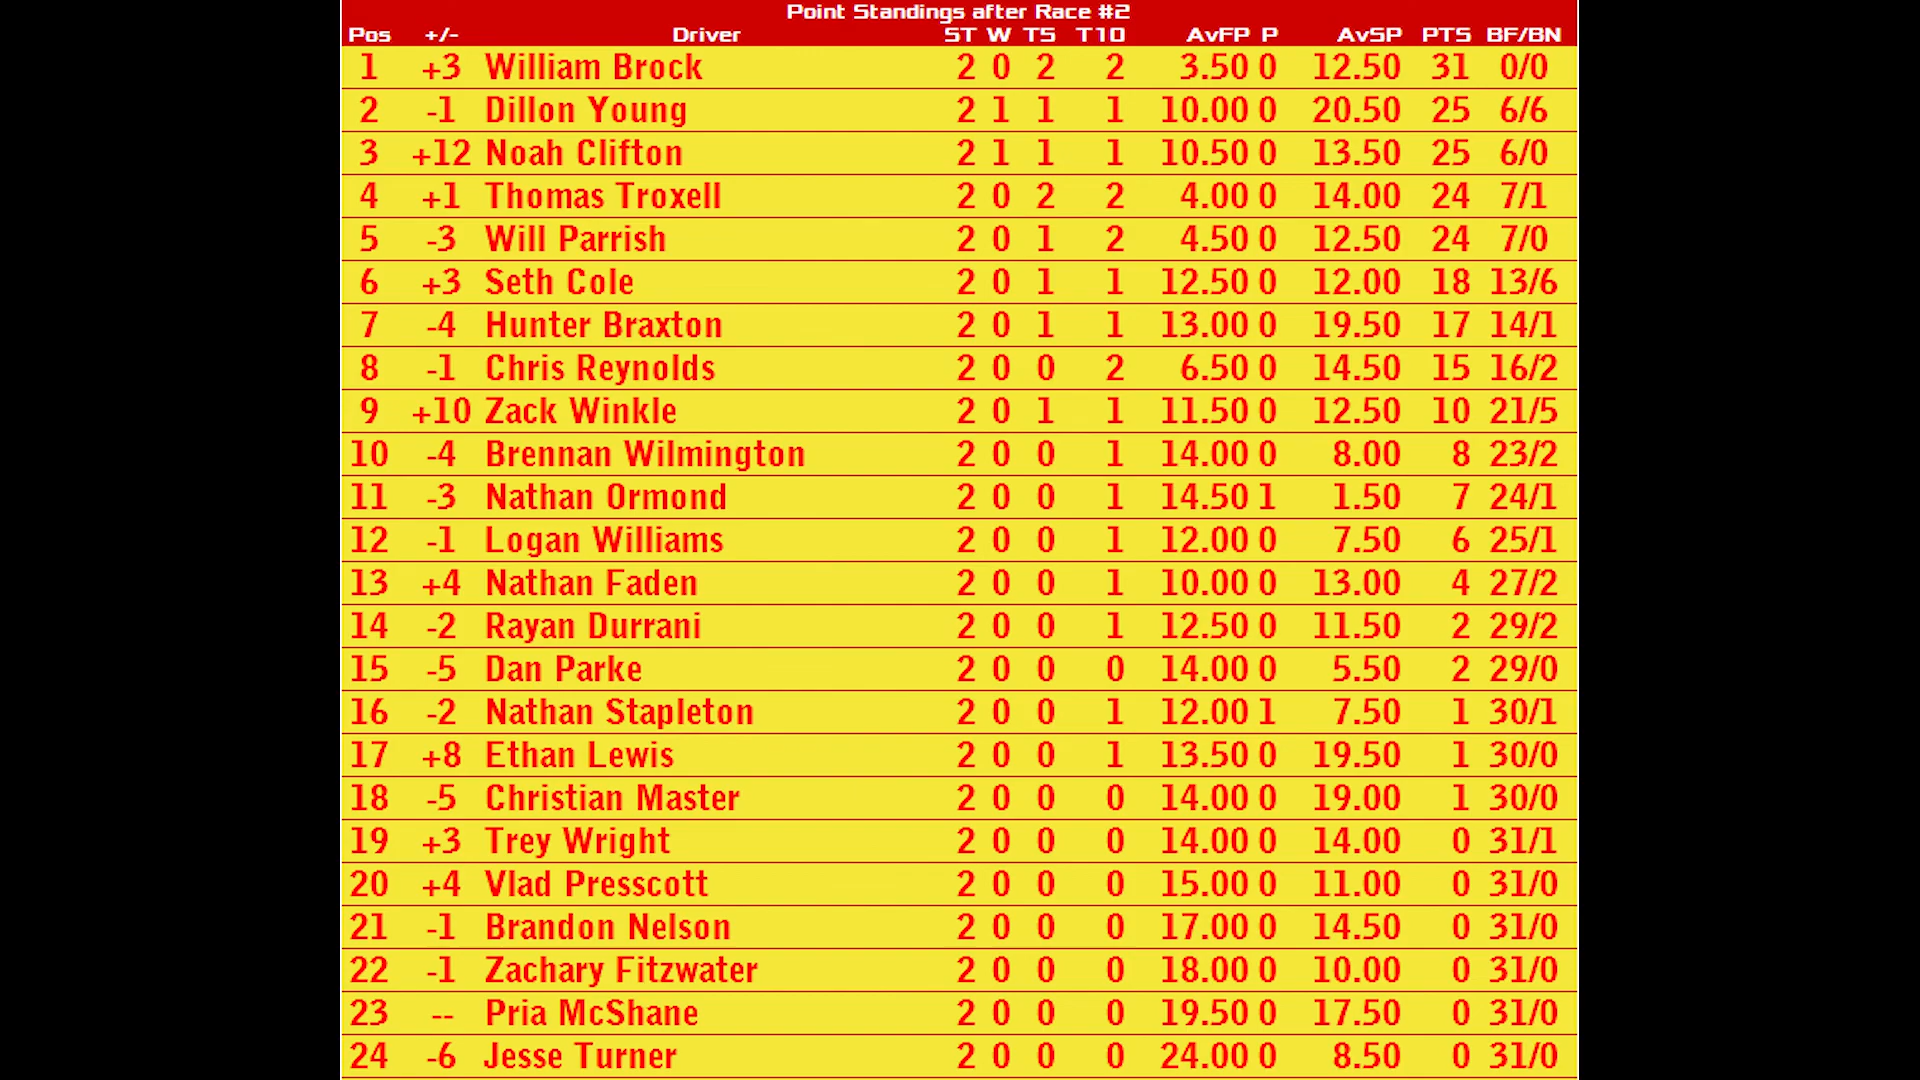 Point Standings after Race #2
Pos +/- Driver ST W T5 T10 AvFP P AvSP PTS BF/BN
1 +3 William Brock 2 0 2 2 3.50 0 12.50 31 0/0
2 -1 Dillon Young 2 1 1 1 10.00 0 20.50 25 6/6
3 +12 Noah Clifton 2 1 1 1 10.50 0 13.50 25 6/0
4 +1 Thomas Troxell 2 0 2 2 4.00 0 14.00 24 7/1
5 -3 Will Parrish 2 0 1 2 4.50 0 12.50 24 7/0
6 +3 Seth Cole 2 0 1 1 12.50 0 12.00 18 13/6
7 -4 Hunter Braxton 2 0 1 1 13.00 0 19.50 17 14/1
8 -1 Chris Reynolds 2 0 0 2 6.50 0 14.50 15 16/2
9 +10 Zack Winkle 2 0 1 1 11.50 0 12.50 10 21/5
10 -4 Brennan Wilmington 2 0 0 1 14.00 0 8.00 8 23/2
11 -3 Nathan Ormond 2 0 0 1 14.50 1 1.50 7 24/1
12 -1 Logan Williams 2 0 0 1 12.00 0 7.50 6 25/1
13 +4 Nathan Faden 2 0 0 1 10.00 0 13.00 4 27/2
14 -2 Rayan Durrani 2 0 0 1 12.50 0 11.50 2 29/2
15 -5 Dan Parke 2 0 0 0 14.00 0 5.50 2 29/0
16 -2 Nathan Stapleton 2 0 0 1 12.00 1 7.50 1 30/1
17 +8 Ethan Lewis 2 0 0 1 13.50 0 19.50 1 30/0
18 -5 Christian Master 2 0 0 0 14.00 0 19.00 1 30/0
19 +3 Trey Wright 2 0 0 0 14.00 0 14.00 0 31/1
20 +4 Vlad Presscott 2 0 0 0 15.00 0 11.00 0 31/0
21 -1 Brandon Nelson 2 0 0 0 17.00 0 14.50 0 31/0
22 -1 Zachary Fitzwater 2 0 0 0 18.00 0 10.00 0 31/0
23 -- Pria McShane 2 0 0 0 19.50 0 17.50 0 31/0
24 -6 Jesse Turner 2 0 0 0 24.00 0 8.50 0 31/0